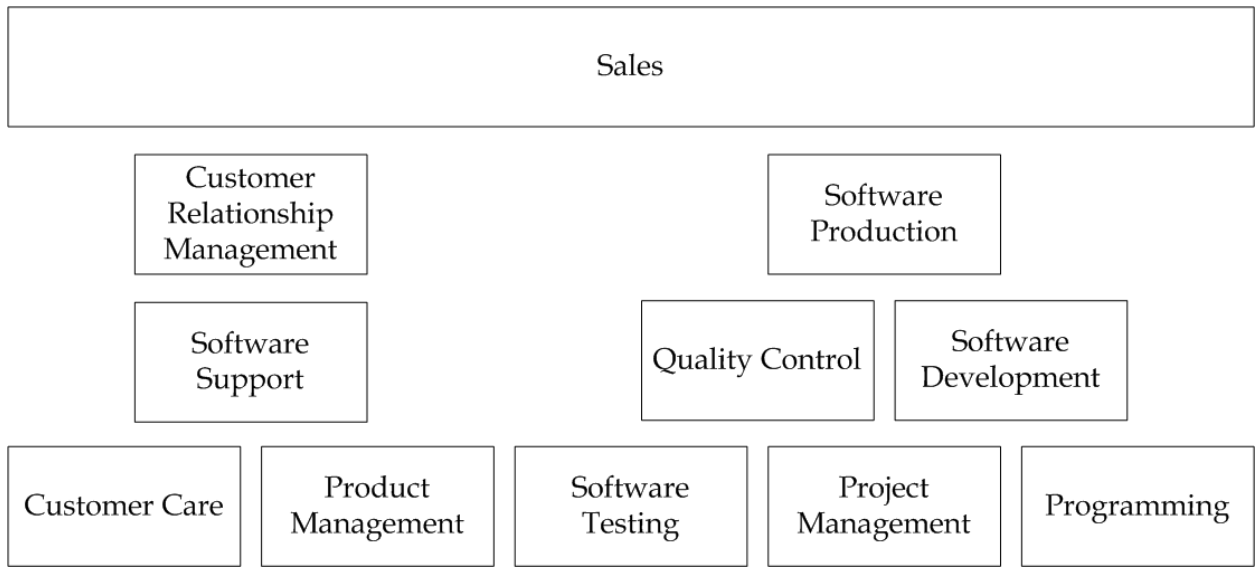 Sales
Customer
Relationship
Management
Software
Production
Software
Support
Quality Control
Software
Development
Customer Care
Product
Management
Software
Testing
Project
Management
Programming